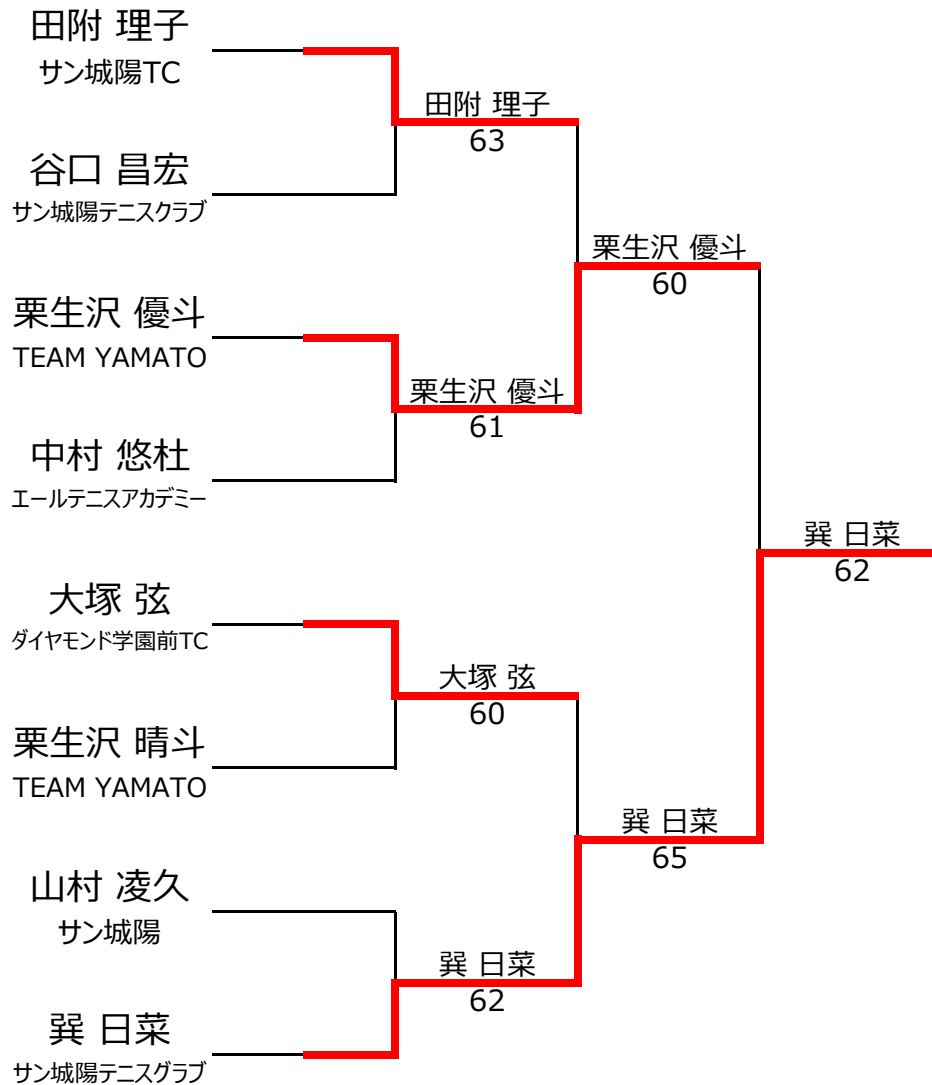 田附 理子
サン城陽TC
田附 理子
63
谷口 昌宏
サン城陽テニスクラブ
栗生沢 優斗
60
栗生沢 優斗
TEAM YAMATO
栗生沢 優斗
61
中村 悠杜
エールテニスアカデミー
巽 日菜
62
大塚 弦
ダイヤモンド学園前TC
大塚 弦
60
栗生沢 晴斗
TEAM YAMATO
巽 日菜
65
山村 凌久
サン城陽
巽 日菜
62
巽 日菜
サン城陽テニスグラブ